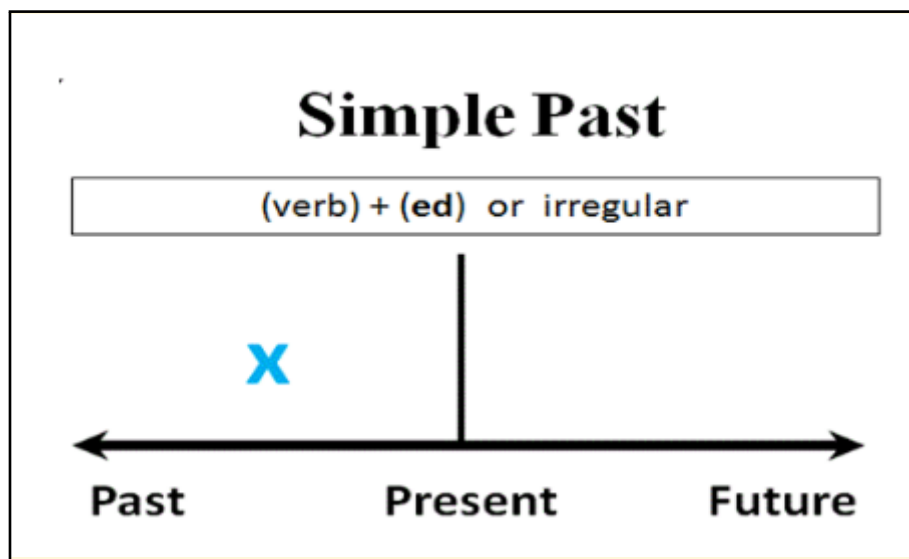 Simple Past
(verb) + (ed) or irregular
X
Past Present Future